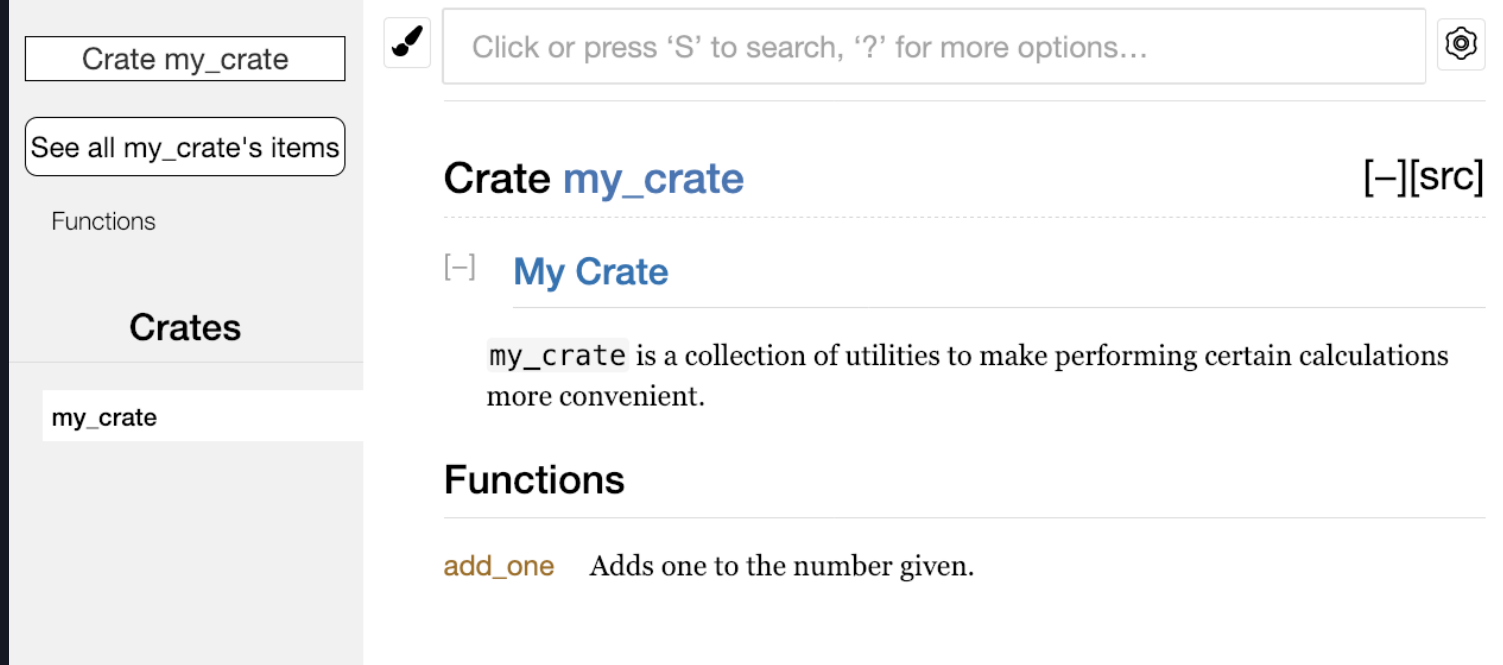 Crate my_crate
See all my_crate's items
Functions
Crates
my_crate
Click or press ‘S’ to search, ‘?’ for more options…
Crate my_crate
[−][src]
[−]
My Crate
my_crate is a collection of utilities to make performing certain calculations
more convenient.
Functions
add_one Adds one to the number given.